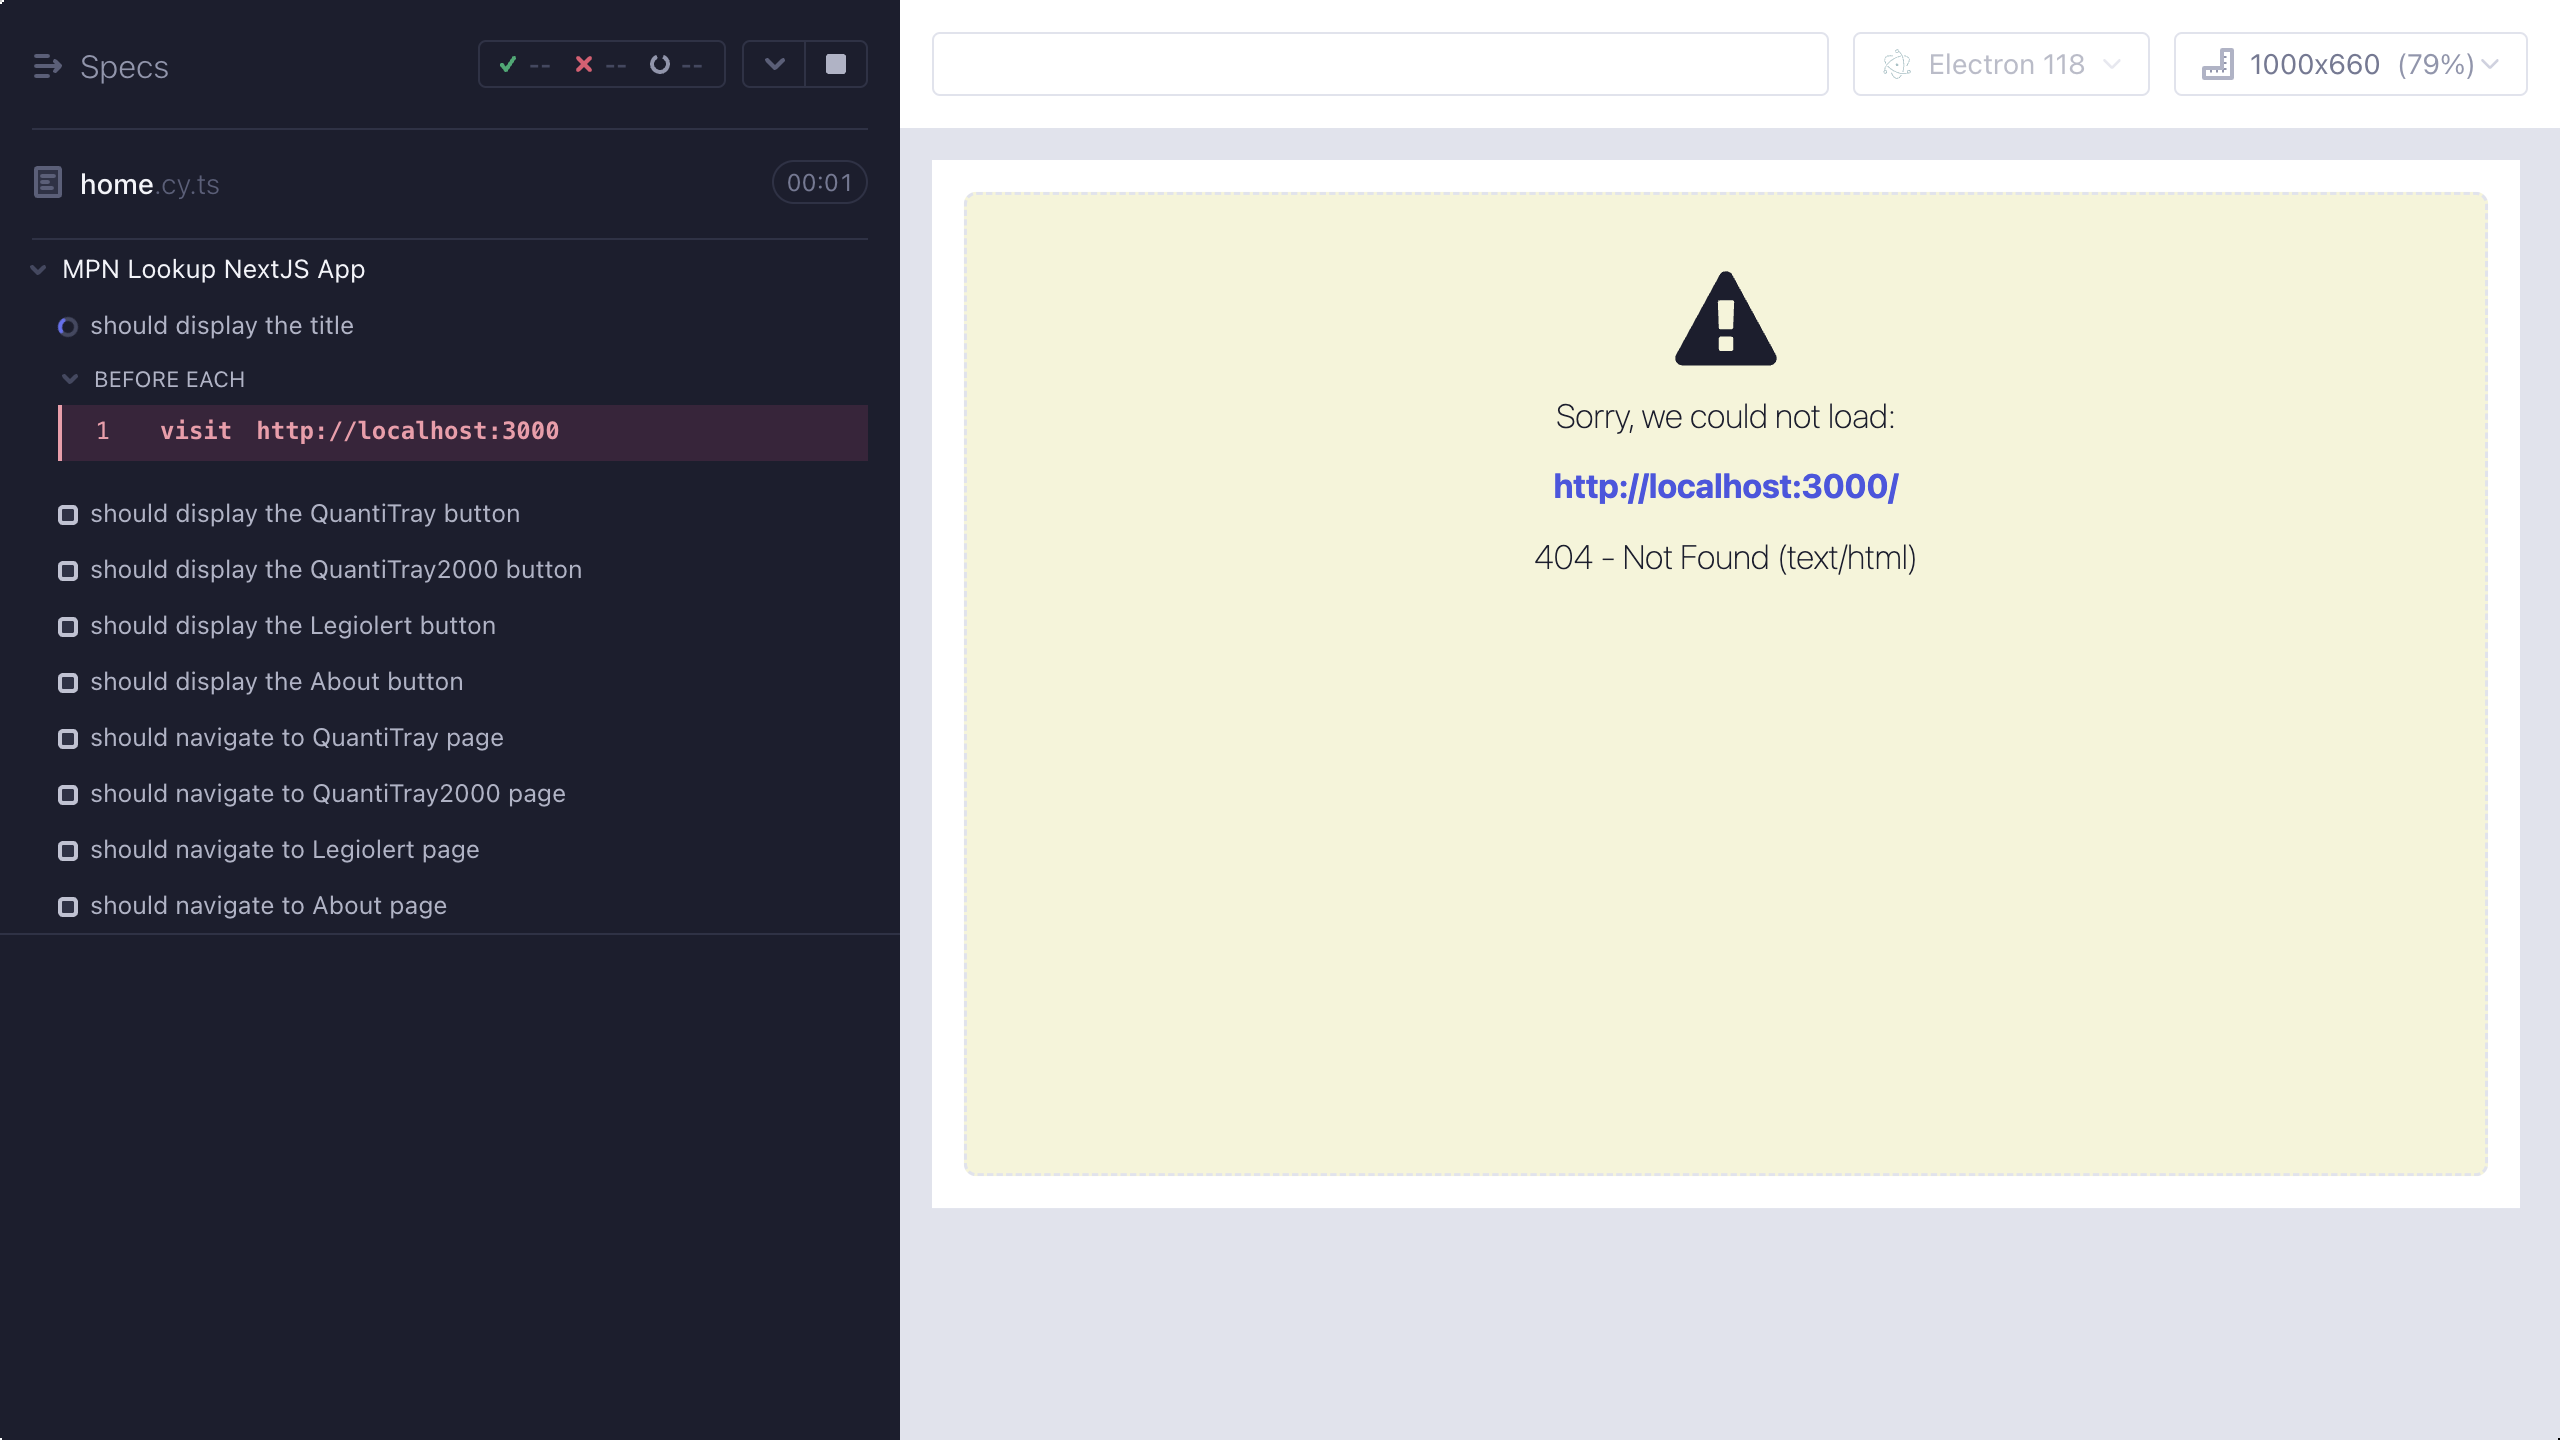 Specs
-- -- --
home.cy.ts
00:01
MPN Lookup NextJS App
should display the title
BEFORE EACH
1 visit http://localhost:3000
should display the QuantiTray button
should display the QuantiTray2000 button
should display the Legiolert button
should display the About button
should navigate to QuantiTray page
should navigate to QuantiTray2000 page
should navigate to Legiolert page
should navigate to About page
Electron 118
1000x660 (79%)
Sorry, we could not load:
http://localhost:3000/
404 - Not Found (text/html)